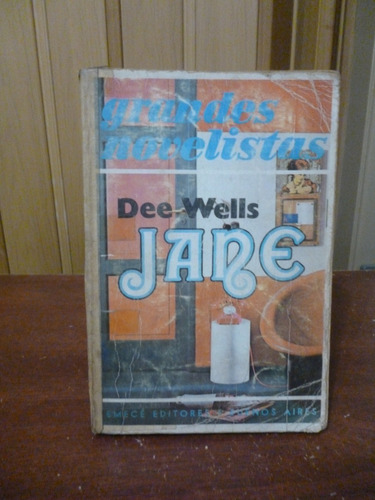 grandes
novelistas
Dee Wells
JANE
EMECÉ EDITORES BUENOS AIRES